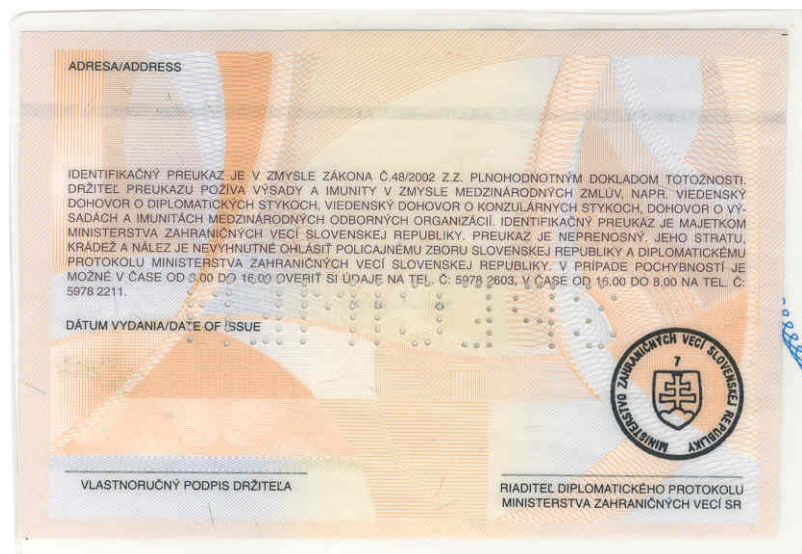 ADRESA/ADDRESS
IDENTIFIKAČNÝ PREUKAZ JE V ZMYSLE ZÁKONA Č.48/2002 Z.Z. PLNOHODNOTNÝM DOKLADOM TOTOŽNOSTI.
DRŽITEĽ PREUKAZU POŽÍVA VÝSADY A IMUNITY V ZMYSLE MEDZINÁRODNÝCH ZMLÚV, NAPR. VIEDENSKÝ
DOHOVOR O DIPLOMATICKÝCH STYKOCH, VIEDENSKÝ DOHOVOR O KONZULÁRNYCH STYKOCH, DOHOVOR O VÝ-
SADÁCH A IMUNITÁCH MEDZINÁRODNÝCH ODBORNÝCH ORGANIZÁCIÍ. IDENTIFIKAČNÝ PREUKAZ JE MAJETKOM
MINISTERSTVA ZAHRANIČNÝCH VECÍ SLOVENSKEJ REPUBLIKY. PREUKAZ JE NEPRENOSNÝ. JEHO STRATU,
KRÁDEŽ A NÁLEZ JE NEVYHNUTNÉ OHLÁSIŤ POLICAJNÉMU ZBORU SLOVENSKEJ REPUBLIKY A DIPLOMATICKÉMU
PROTOKOLU MINISTERSTVA ZAHRANIČNÝCH VECÍ SLOVENSKEJ REPUBLIKY. V PRÍPADE POCHYBNOSTÍ JE
MOŽNÉ V ČASE OD 8.00 DO 16.00 OVERIŤ SI ÚDAJE NA TEL. Č: 5978 2603, V ČASE OD 16.00 DO 8.00 NA TEL. Č:
5978 2211.
DÁTUM VYDANIA/DATE OF ISSUE
MINISTERSTVO ZAHRANIČNÝCH VECÍ SLOVENSKEJ REPUBLIKY
7
VLASTNORUČNÝ PODPIS DRŽITEĽA
RIADITEĽ DIPLOMATICKÉHO PROTOKOLU
MINISTERSTVA ZAHRANIČNÝCH VECÍ SR